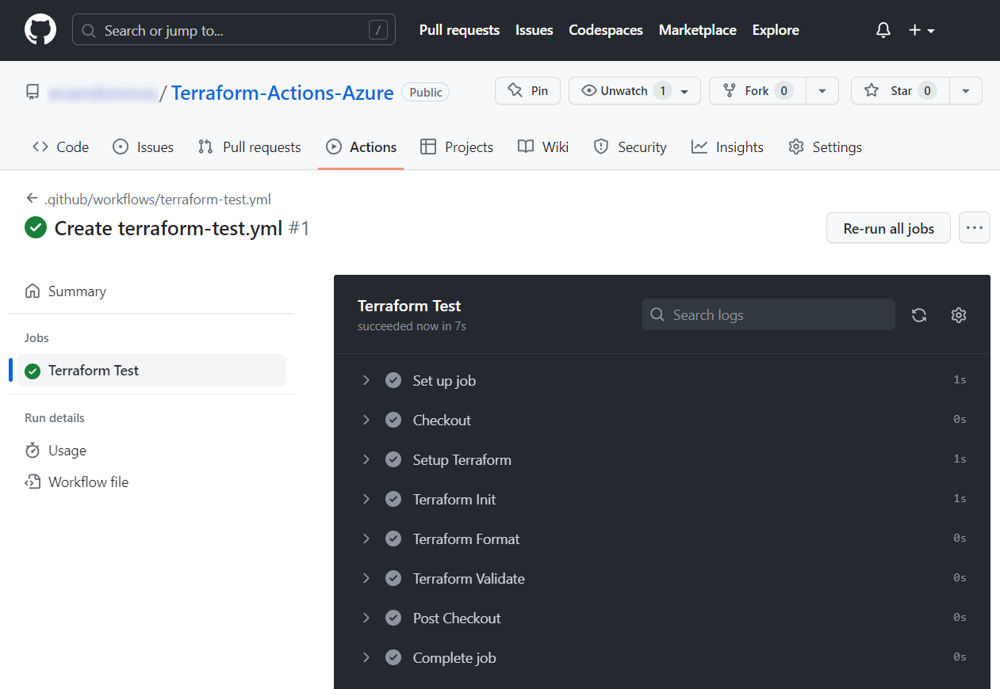 Search or jump to... / Pull requests Issues Codespaces Marketplace Explore
/ Terraform-Actions-Azure Public Pin Unwatch 1 Fork 0 Star 0
Code Issues Pull requests Actions Projects Wiki Security Insights Settings
.github/workflows/terraform-test.yml
Create terraform-test.yml #1 Re-run all jobs ...
Summary
Jobs
Terraform Test
Run details
Usage
Workflow file
Terraform Test
succeeded now in 7s
Search logs
Set up job 1s
Checkout 0s
Setup Terraform 1s
Terraform Init 1s
Terraform Format 0s
Terraform Validate 0s
Post Checkout 0s
Complete job 0s